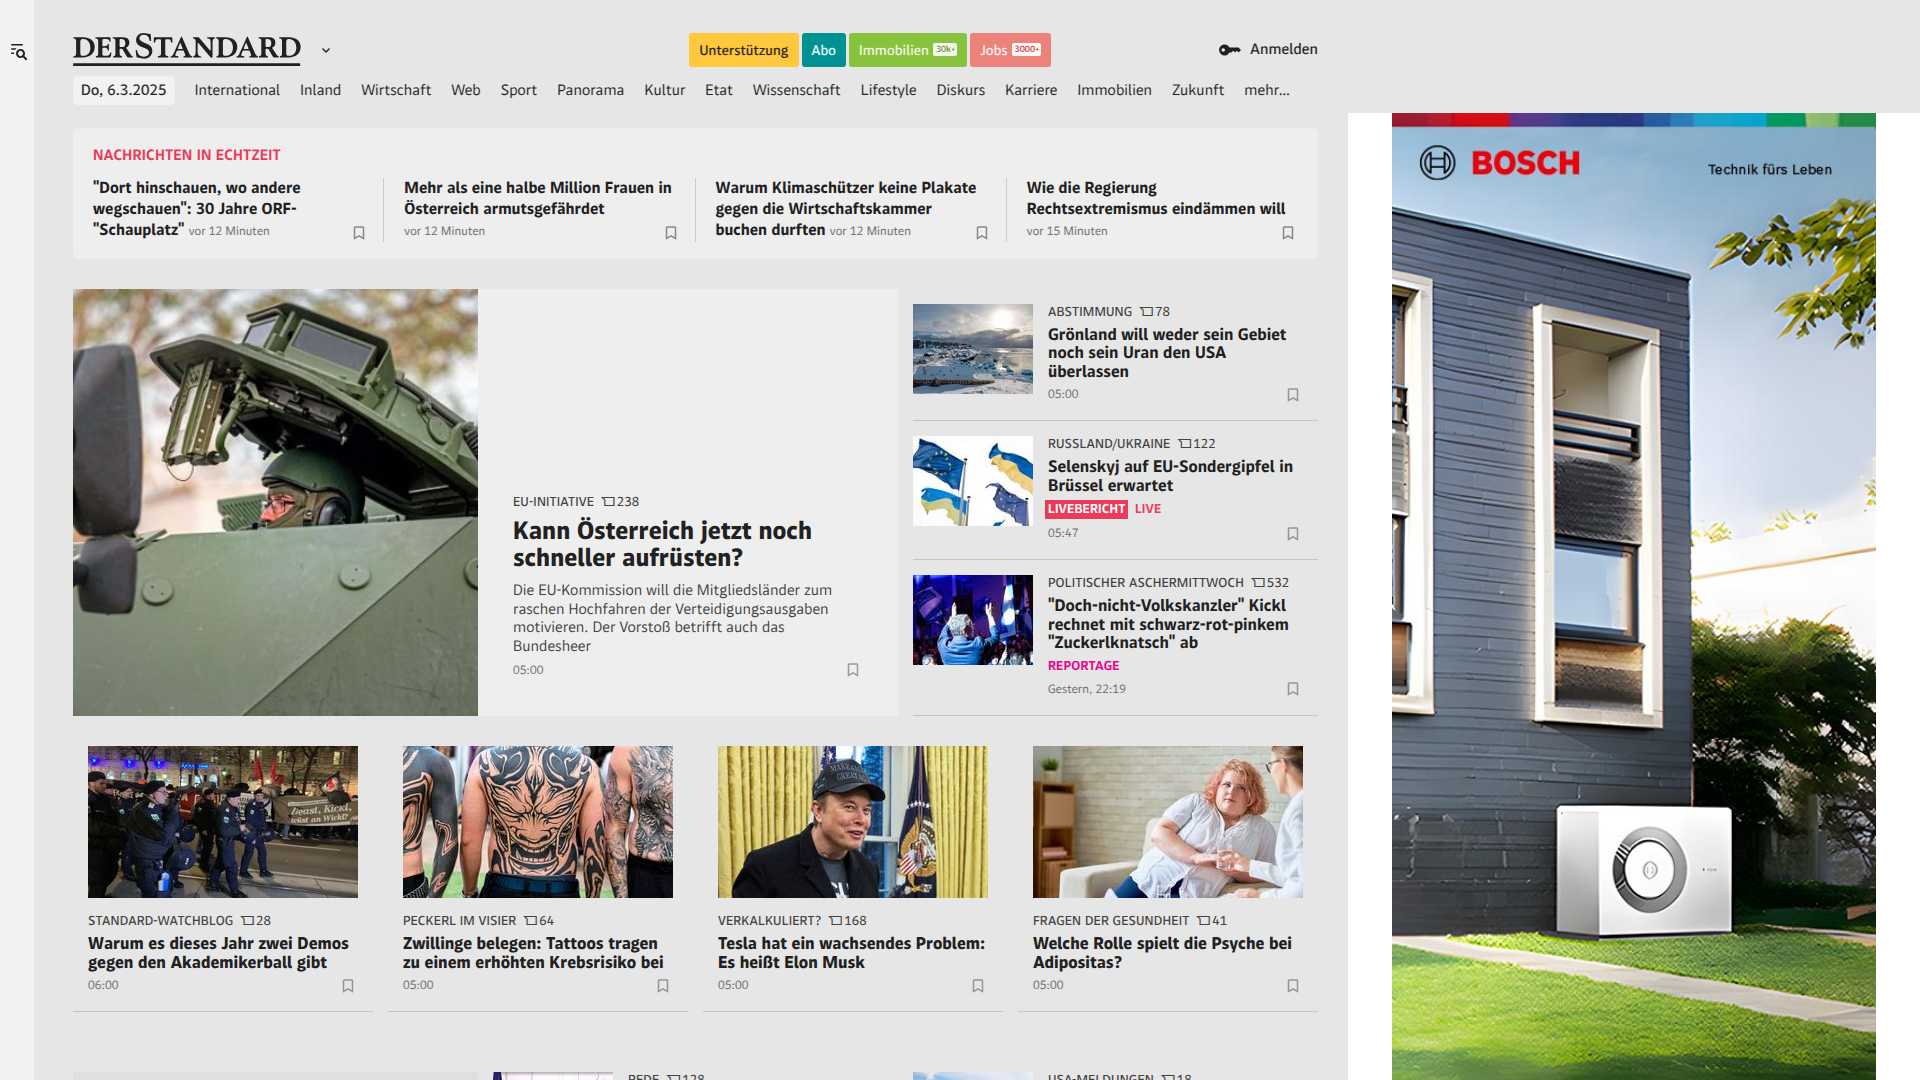 DERSTANDARD
Unterstützung
Abo
Immobilien 30k+
Jobs 3000+
Anmelden
Do, 6.3.2025 International Inland Wirtschaft Web Sport Panorama Kultur Etat Wissenschaft Lifestyle Diskurs Karriere Immobilien Zukunft mehr...
NACHRICHTEN IN ECHTZEIT
"Dort hinschauen, wo andere
wegschauen": 30 Jahre ORF-
"Schauplatz" vor 12 Minuten
Mehr als eine halbe Million Frauen in
Österreich armutsgefährdet
vor 12 Minuten
Warum Klimaschützer keine Plakate
gegen die Wirtschaftskammer
buchen durften vor 12 Minuten
Wie die Regierung
Rechtsextremismus eindämmen will
vor 15 Minuten
EU-INITIATIVE 238
Kann Österreich jetzt noch
schneller aufrüsten?
Die EU-Kommission will die Mitgliedsländer zum
raschen Hochfahren der Verteidigungsausgaben
motivieren. Der Vorstoß betrifft auch das
Bundesheer
05:00
ABSTIMMUNG 78
Grönland will weder sein Gebiet
noch sein Uran den USA
überlassen
05:00
RUSSLAND/UKRAINE 122
Selenskyj auf EU-Sondergipfel in
Brüssel erwartet
LIVEBERICHT LIVE
05:47
POLITISCHER ASCHERMITTWOCH 532
"Doch-nicht-Volkskanzler" Kickl
rechnet mit schwarz-rot-pinkem
"Zuckerlknatsch" ab
REPORTAGE
Gestern, 22:19
STANDARD-WATCHBLOG 28
Warum es dieses Jahr zwei Demos
gegen den Akademikerball gibt
06:00
PECKERL IM VISIER 64
Zwillinge belegen: Tattoos tragen
zu einem erhöhten Krebsrisiko bei
05:00
VERKALKULIERT? 168
Tesla hat ein wachsendes Problem:
Es heißt Elon Musk
05:00
FRAGEN DER GESUNDHEIT 41
Welche Rolle spielt die Psyche bei
Adipositas?
05:00
REDE 128
USA-MELDUNGEN 18
BOSCH
Technik fürs Leben